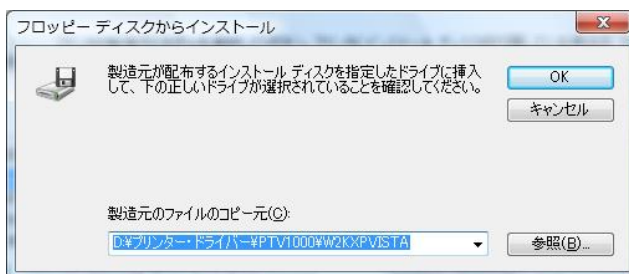 フロッピー ディスクからインストール
製造元が配布するインストール ディスクを指定したドライブに挿入
して、下の正しいドライブが選択されていることを確認してください。
OK
キャンセル
製造元のファイルのコピー元(C):
D:¥プリンター・ドライバー¥PTV1000¥W2KXPVISTA
参照(B)...